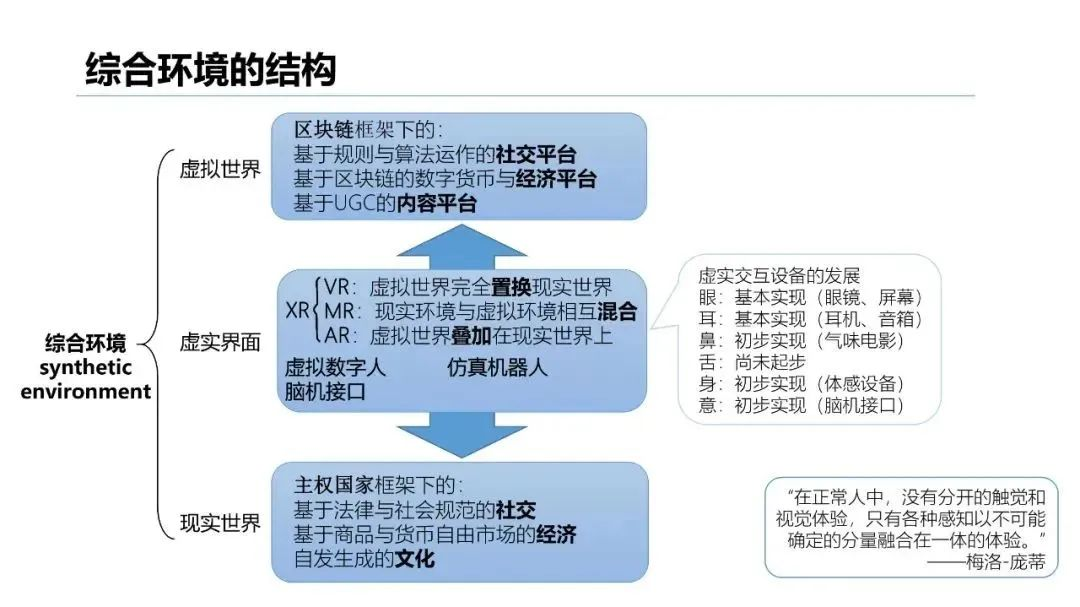 综合环境的结构
综合环境
synthetic
environment
虚拟世界
区块链框架下的：
基于规则与算法运作的社交平台
基于区块链的数字货币与经济平台
基于UGC的内容平台
虚实界面
XR
VR：虚拟世界完全置换现实世界
MR：现实环境与虚拟环境相互混合
AR：虚拟世界叠加在现实世界上
虚拟数字人 仿真机器人
脑机接口
虚实交互设备的发展
眼：基本实现（眼镜、屏幕）
耳：基本实现（耳机、音箱）
鼻：初步实现（气味电影）
舌：尚未起步
身：初步实现（体感设备）
意：初步实现（脑机接口）
现实世界
主权国家框架下的：
基于法律与社会规范的社交
基于商品与货币自由市场的经济
自发生成的文化
“在正常人中，没有分开的触觉和
视觉体验，只有各种感知以不可能
确定的分量融合在一体的体验。”
——梅洛-庞蒂